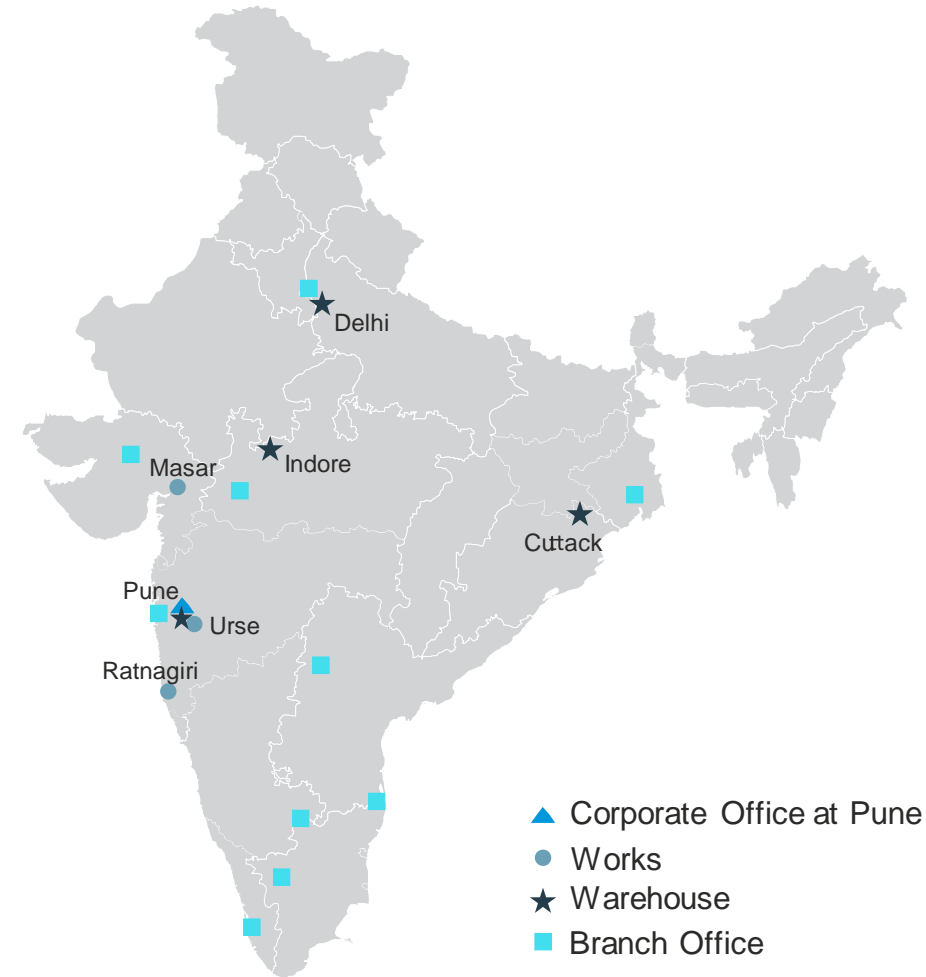 Delhi
Masar
Indore
Cuttack
Pune
Urse
Ratnagiri
Corporate Office at Pune
Works
Warehouse
Branch Office